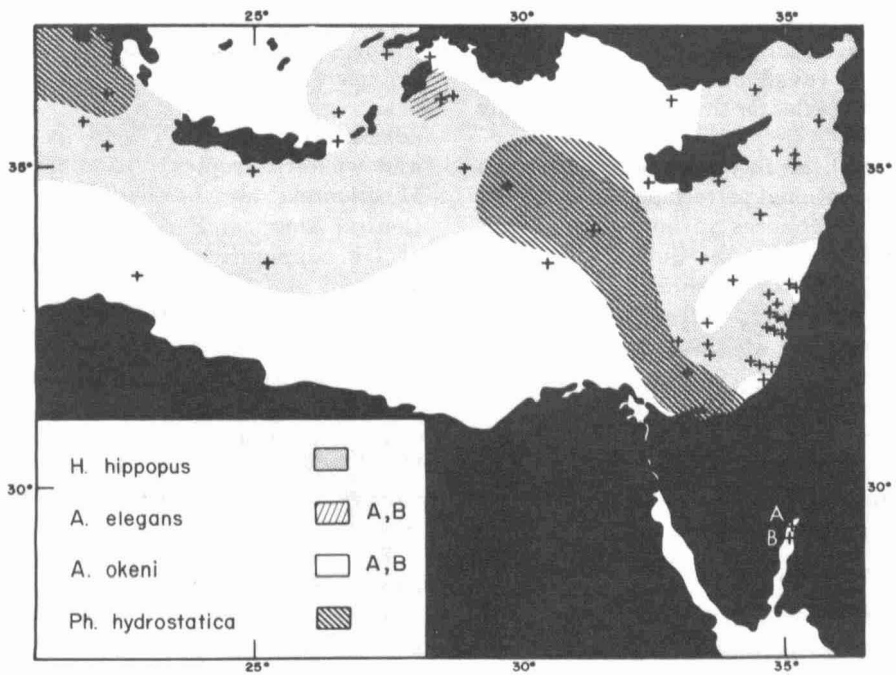 25° 30° 35°
35° 35°
30° 30°
H. hippopus
A. elegans A,B
A. okeni A,B
Ph. hydrostatica
A
B
25° 30° 35°